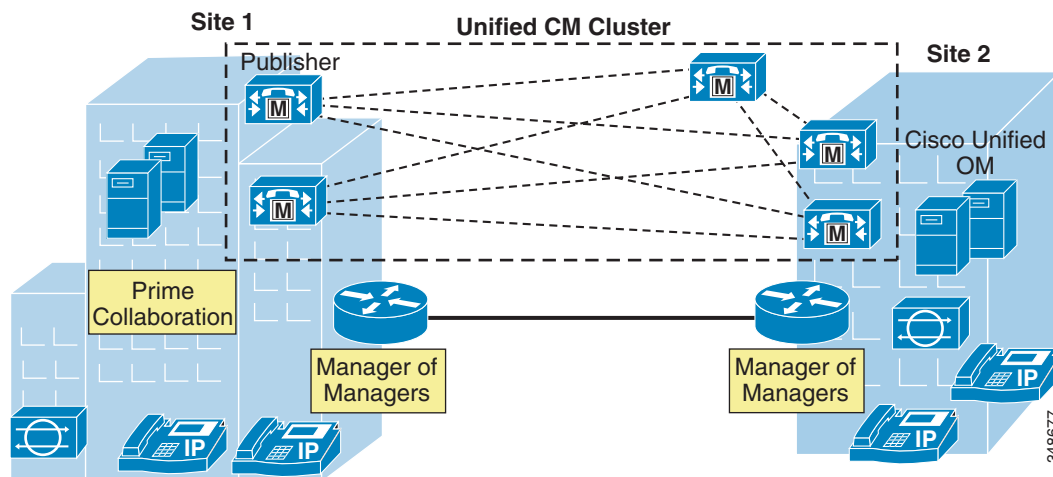 Site 1
Unified CM Cluster
Site 2
Publisher
M
M
M
M
M
Cisco Unified
OM
Prime
Collaboration
Manager of
Managers
Manager of
Managers
IP
IP
IP
IP
348677